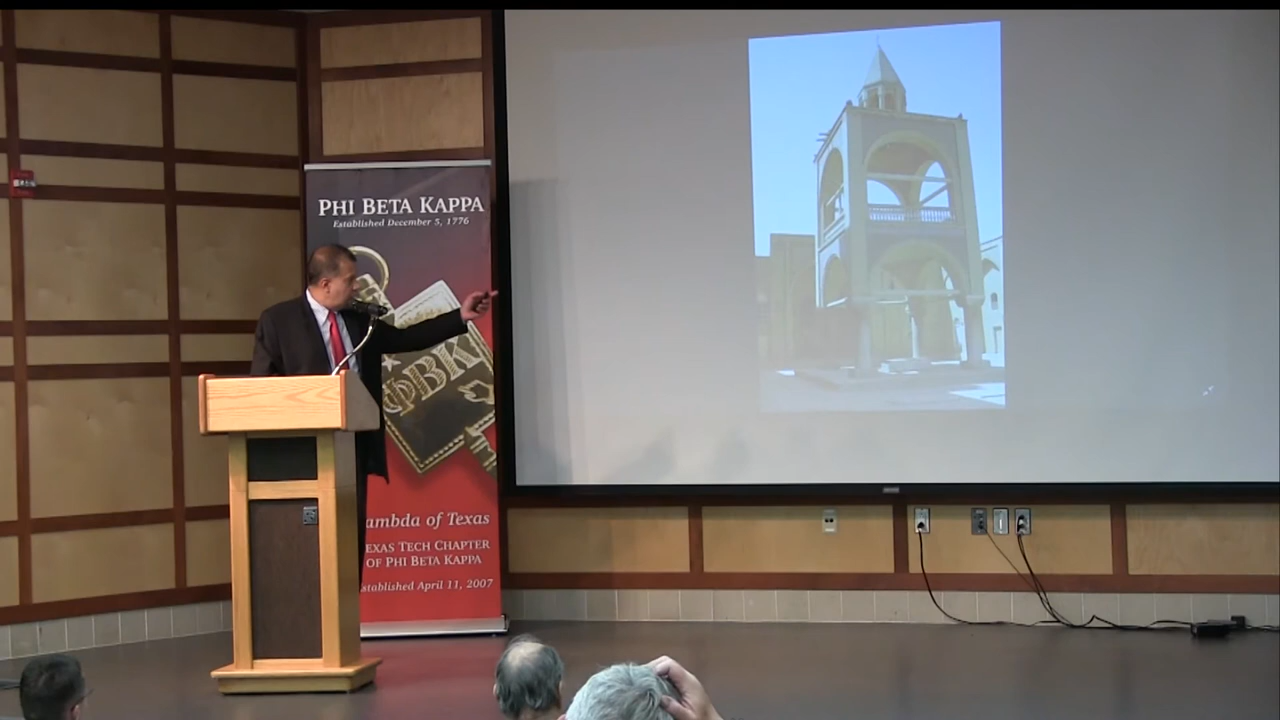 PHI BETA KAPPA
Established December 5, 1776
ΦΒΚ
ambda of Texas
EXAS TECH CHAPTER
OF PHI BETA KAPPA
stablished April 11, 2007